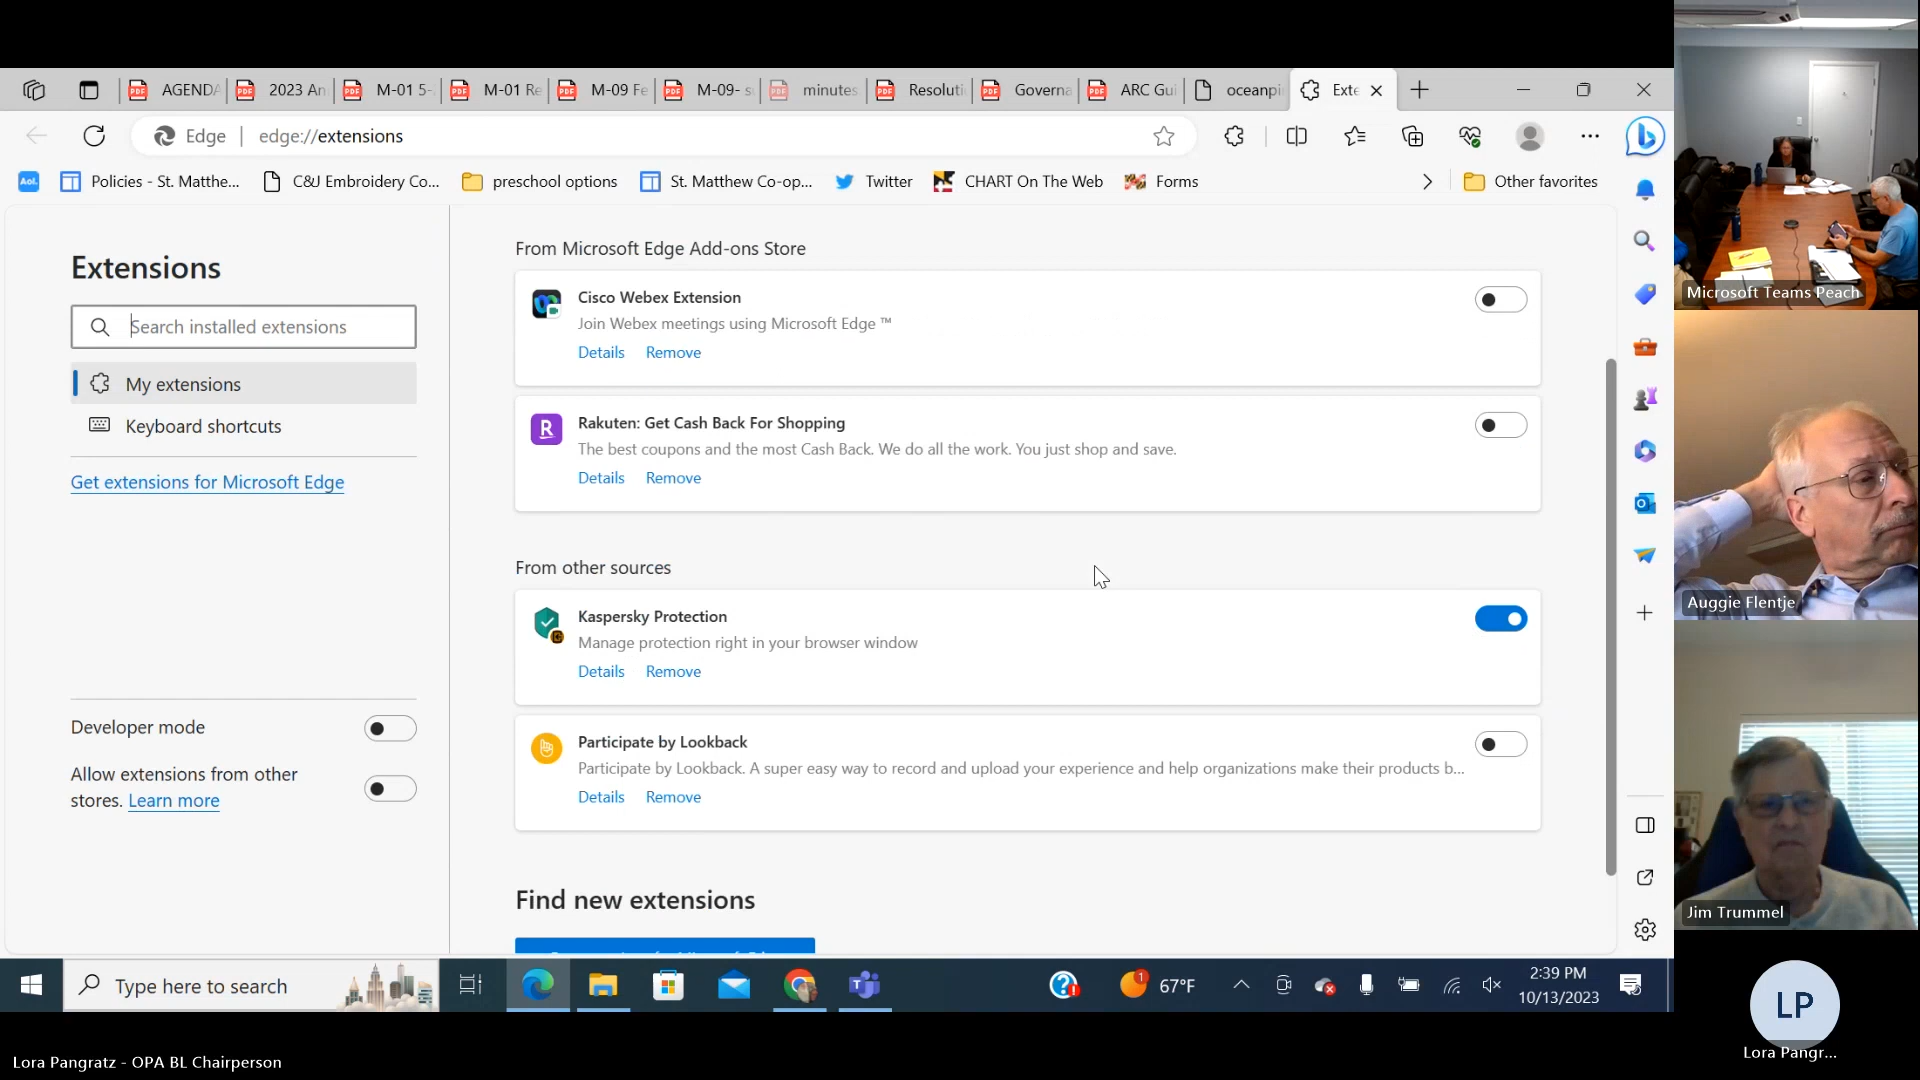 AGENDA
2023 An
M-01 5-
M-01 Re
M-09 Fe
M-09- s
minutes
Resoluti
Governa
ARC Gui
oceanpi
Exte
Edge
edge://extensions
Aol.
Policies - St. Matthe...
C&J Embroidery Co...
preschool options
St. Matthew Co-op...
Twitter
CHART On The Web
Forms
Other favorites
Extensions
Search installed extensions
My extensions
Keyboard shortcuts
Get extensions for Microsoft Edge
Developer mode
Allow extensions from other
stores. Learn more
From Microsoft Edge Add-ons Store
Cisco Webex Extension
Join Webex meetings using Microsoft Edge ™
Details Remove
Rakuten: Get Cash Back For Shopping
The best coupons and the most Cash Back. We do all the work. You just shop and save.
Details Remove
From other sources
Kaspersky Protection
Manage protection right in your browser window
Details Remove
Participate by Lookback
Participate by Lookback. A super easy way to record and upload your experience and help organizations make their products b...
Details Remove
Find new extensions
Type here to search
1
67°F
2:39 PM
10/13/2023
Microsoft Teams Peach
Auggie Flentje
Jim Trummel
LP
Lora Pangr...
Lora Pangratz - OPA BL Chairperson